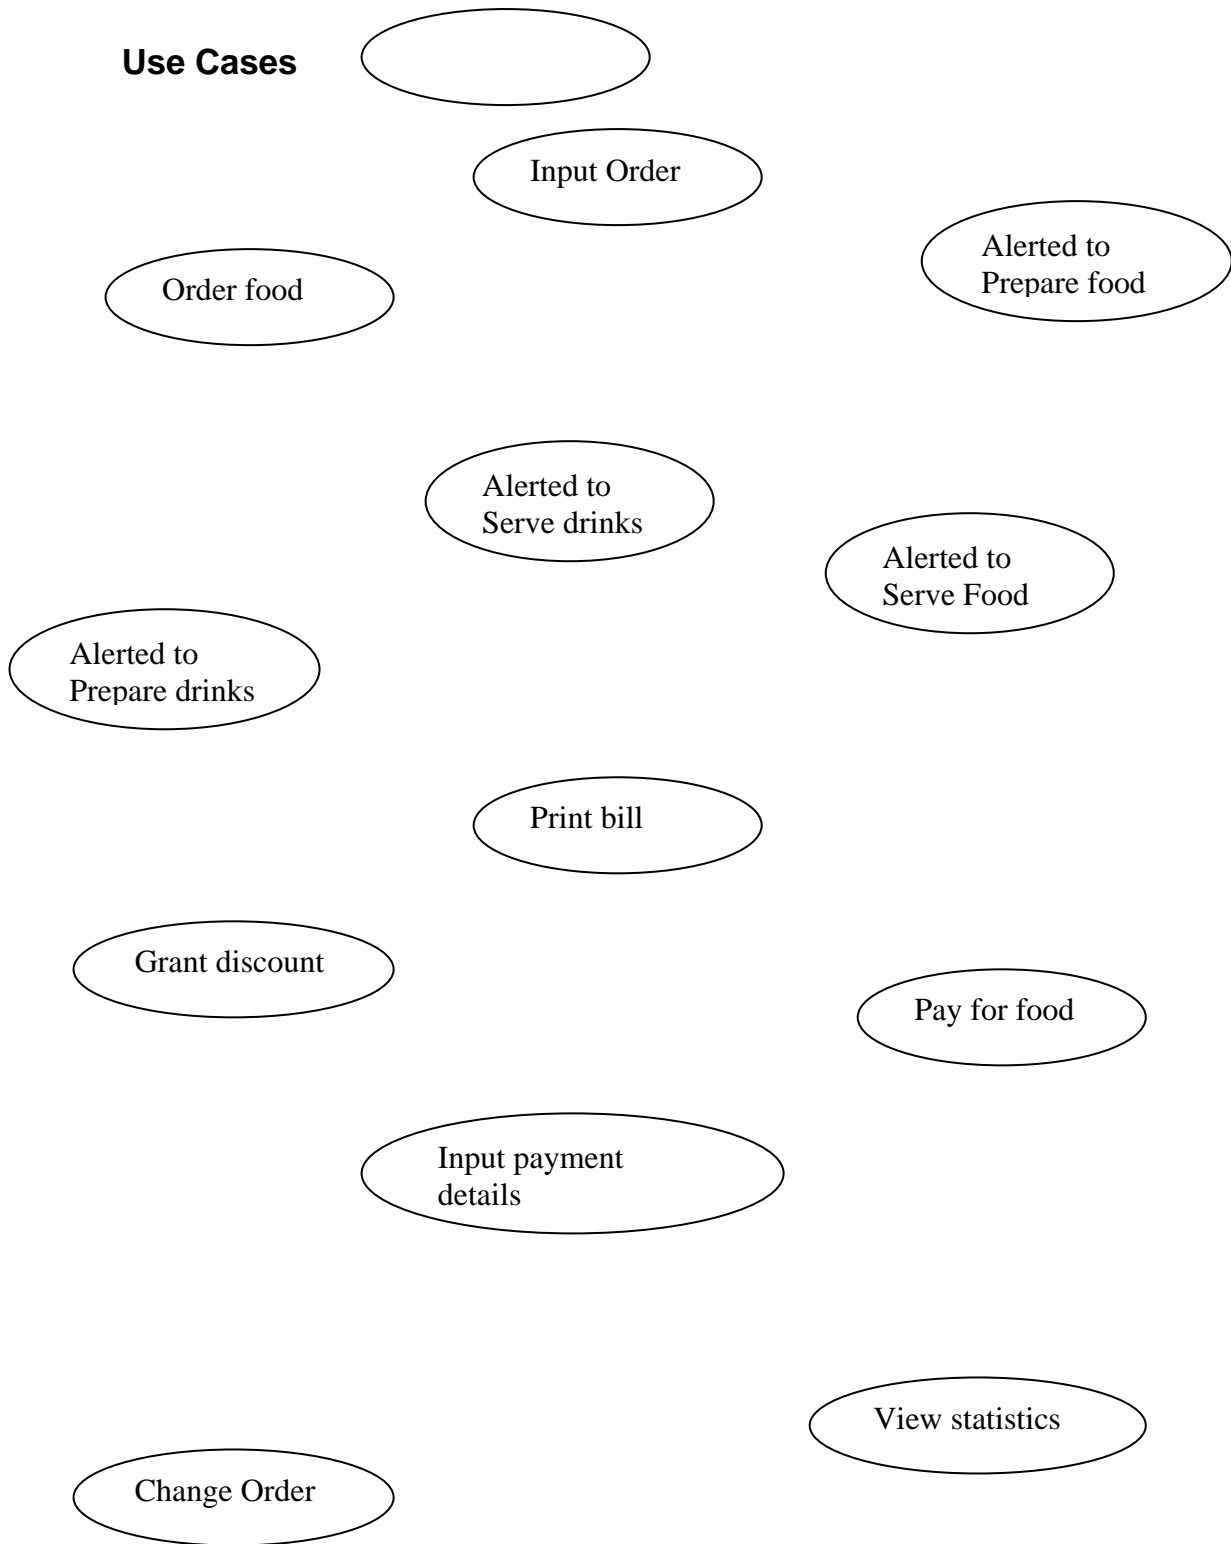 Use Cases
Input Order
Alerted to
Prepare food
Order food
Alerted to
Serve drinks
Alerted to
Serve Food
Alerted to
Prepare drinks
Print bill
Grant discount
Pay for food
Input payment
details
View statistics
Change Order